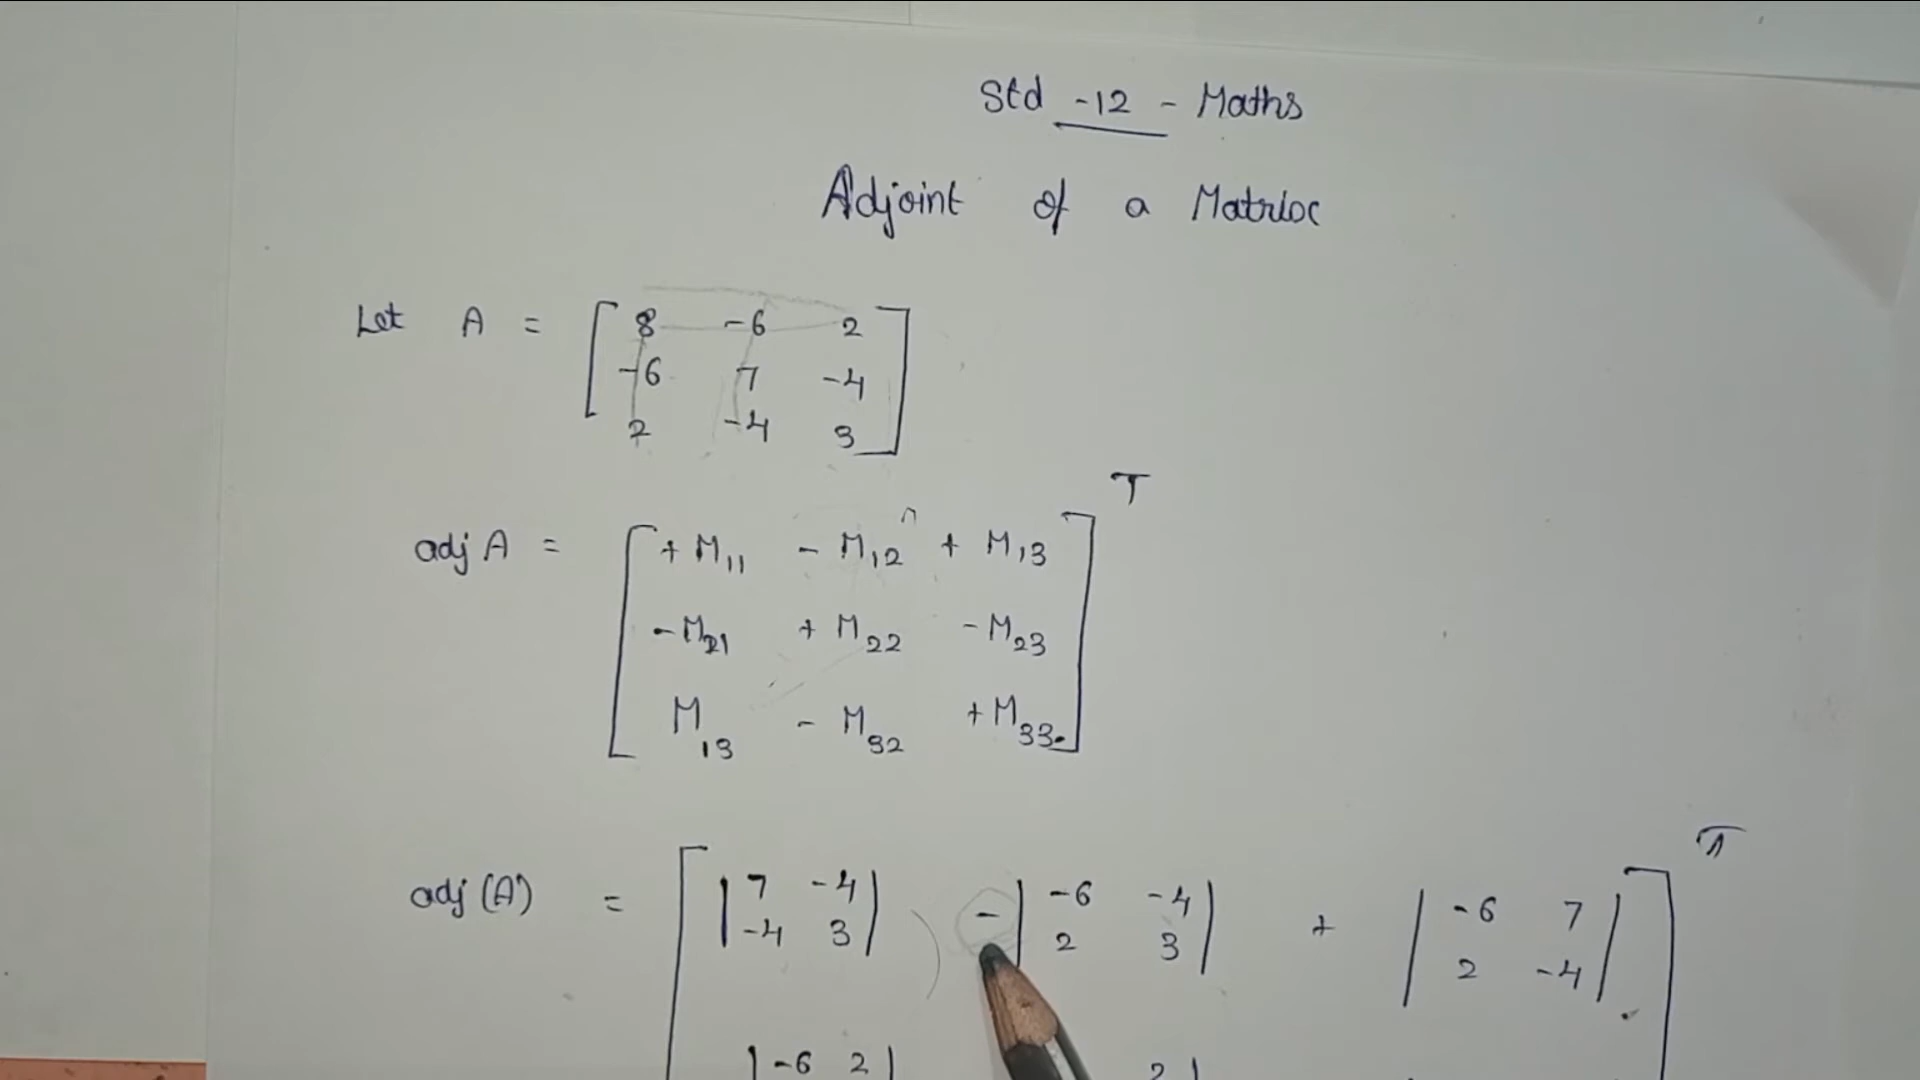 Std - 12 - Maths
Adjoint of a Matrix
Let A = [ 8 -6 2
-6 7 -4
2 -4 3 ]
adj A = [ + M11 - M12 + M13
- M21 + M22 - M23
M13 - M32 + M33 ] T
adj (A) = [ | 7 -4 | - | -6 -4 | + | -6 7 | ] T
| -4 3 | | 2 3 | | 2 -4 |
| -6 2 | 2 |